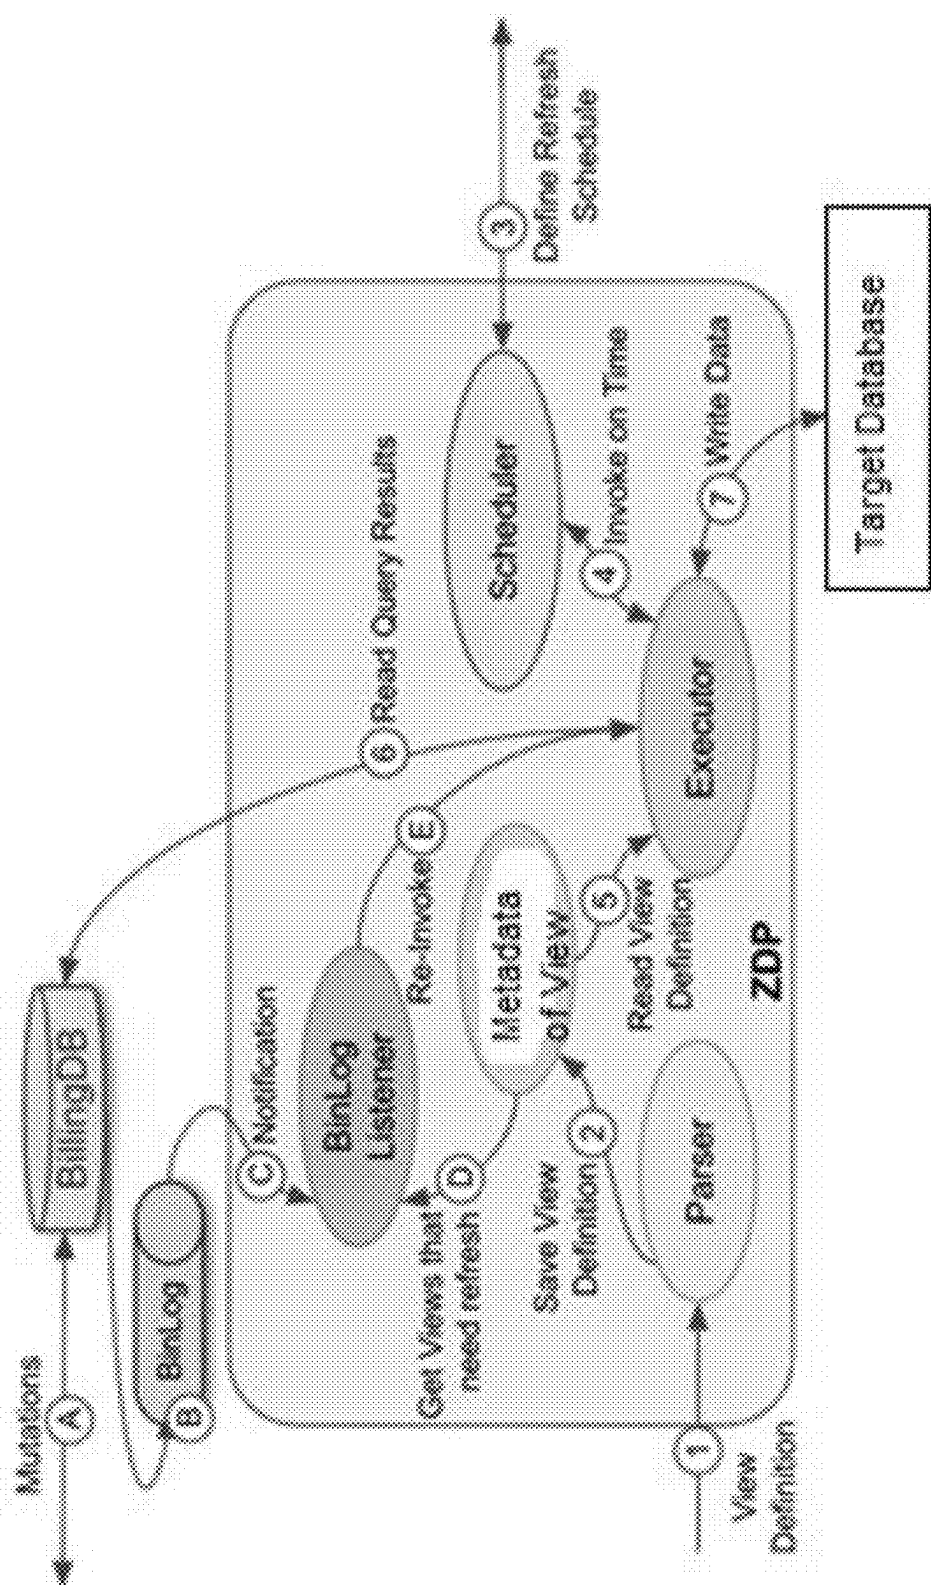 Mutations
A
BillingDB
BinLog
B
C
Notification
6
Read Query Results
BinLog
Listener
Re-Invoke
E
Get Views that
need refresh
D
Metadata
of View
Scheduler
3
Define Refresh
Schedule
Save View
Definition
2
5
Read View
Definition
4
Invoke on Time
1
View
Definition
Parser
Executor
7
Write Data
ZDP
Target Database